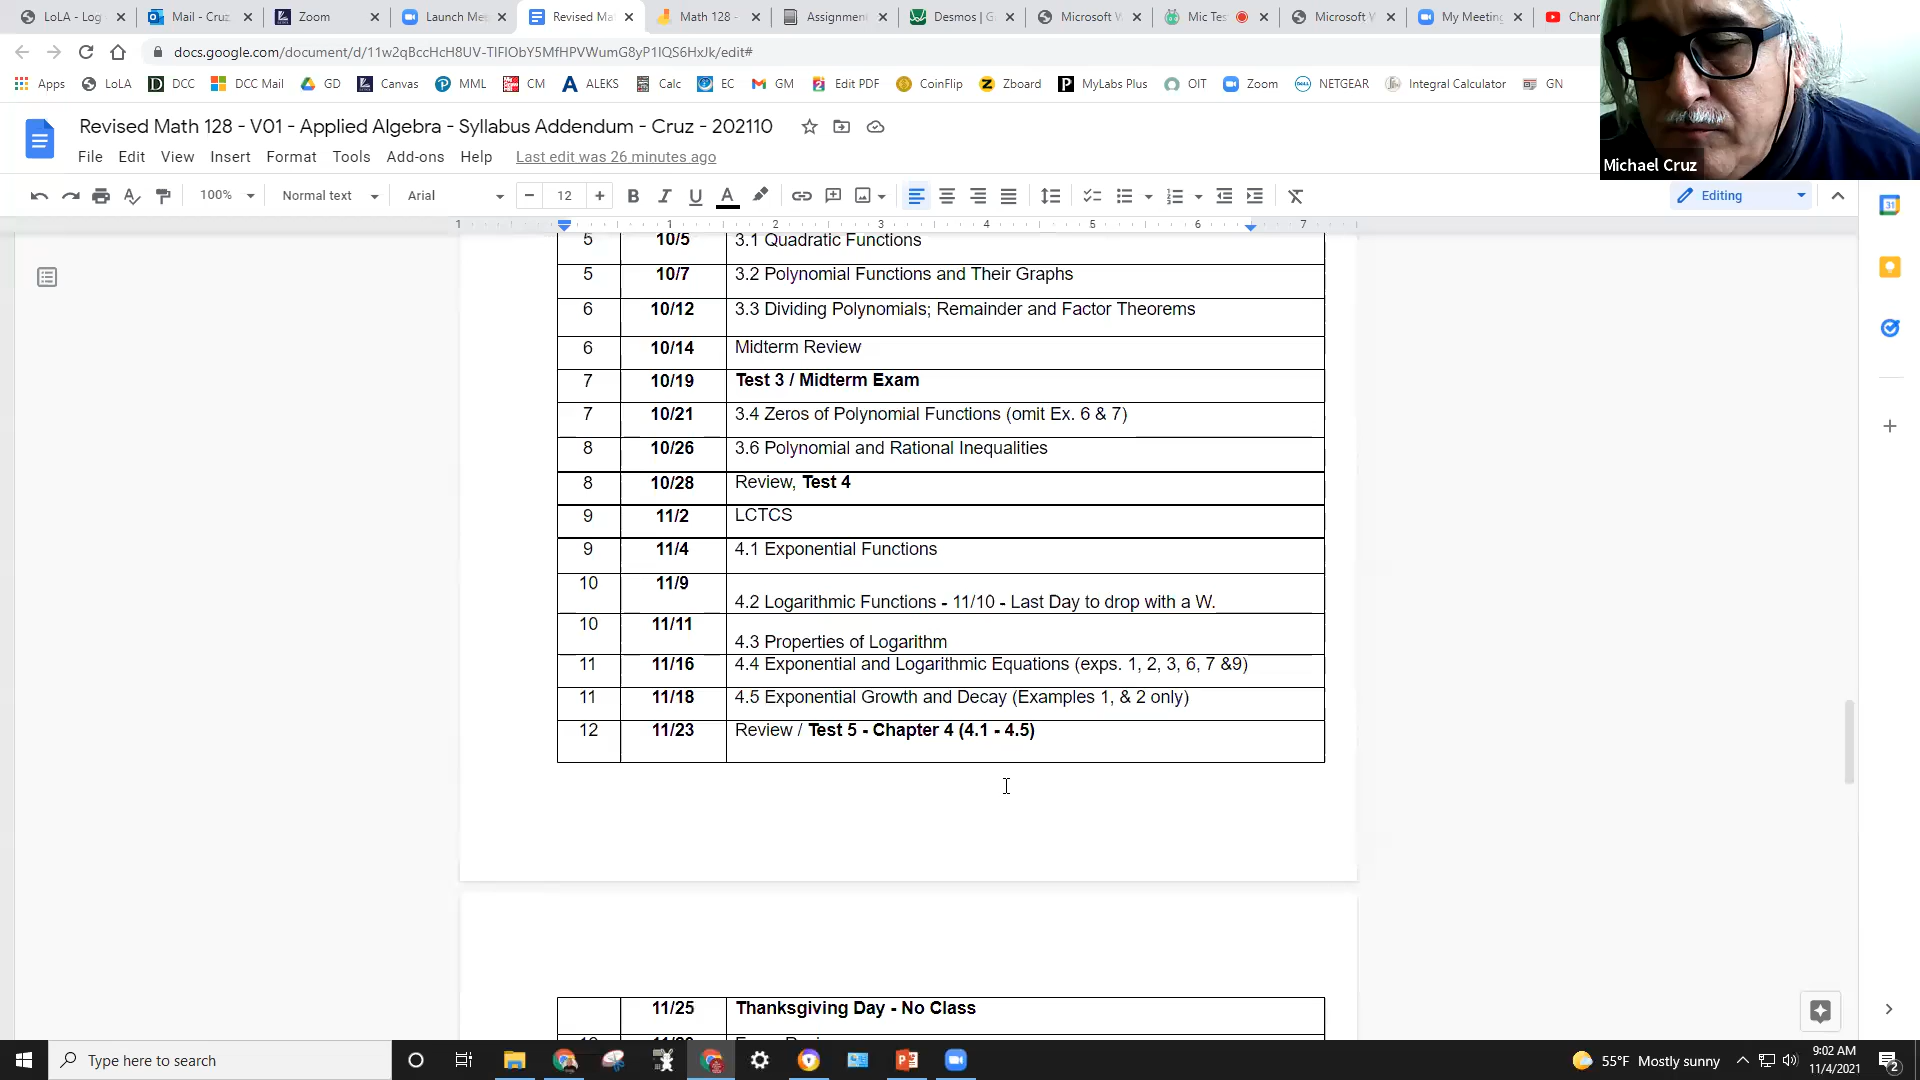 LoLA - Log
Mail - Cruz
Zoom
Launch Me
Revised Ma
Math 128 -
Assignment
Desmos | G
Microsoft W
Mic Tes
Microsoft W
My Meeting
Chann
docs.google.com/document/d/11w2qBccHcH8UV-TlFlObY5MfHPVWumG8yP1lQS6HxJk/edit#
Apps LoLA DCC DCC Mail GD Canvas MML CM ALEKS Calc EC GM Edit PDF CoinFlip Zboard MyLabs Plus OIT Zoom NETGEAR Integral Calculator GN
Revised Math 128 - V01 - Applied Algebra - Syllabus Addendum - Cruz - 202110
File Edit View Insert Format Tools Add-ons Help Last edit was 26 minutes ago
Michael Cruz
100% Normal text Arial 12 Editing
1 1 2 3 4 5 6 7
5 10/5 3.1 Quadratic Functions
5 10/7 3.2 Polynomial Functions and Their Graphs
6 10/12 3.3 Dividing Polynomials; Remainder and Factor Theorems
6 10/14 Midterm Review
7 10/19 Test 3 / Midterm Exam
7 10/21 3.4 Zeros of Polynomial Functions (omit Ex. 6 & 7)
8 10/26 3.6 Polynomial and Rational Inequalities
8 10/28 Review, Test 4
9 11/2 LCTCS
9 11/4 4.1 Exponential Functions
10 11/9 4.2 Logarithmic Functions - 11/10 - Last Day to drop with a W.
10 11/11 4.3 Properties of Logarithm
11 11/16 4.4 Exponential and Logarithmic Equations (exps. 1, 2, 3, 6, 7 &9)
11 11/18 4.5 Exponential Growth and Decay (Examples 1, & 2 only)
12 11/23 Review / Test 5 - Chapter 4 (4.1 - 4.5)
11/25 Thanksgiving Day - No Class
Type here to search
55°F Mostly sunny
9:02 AM
11/4/2021
2